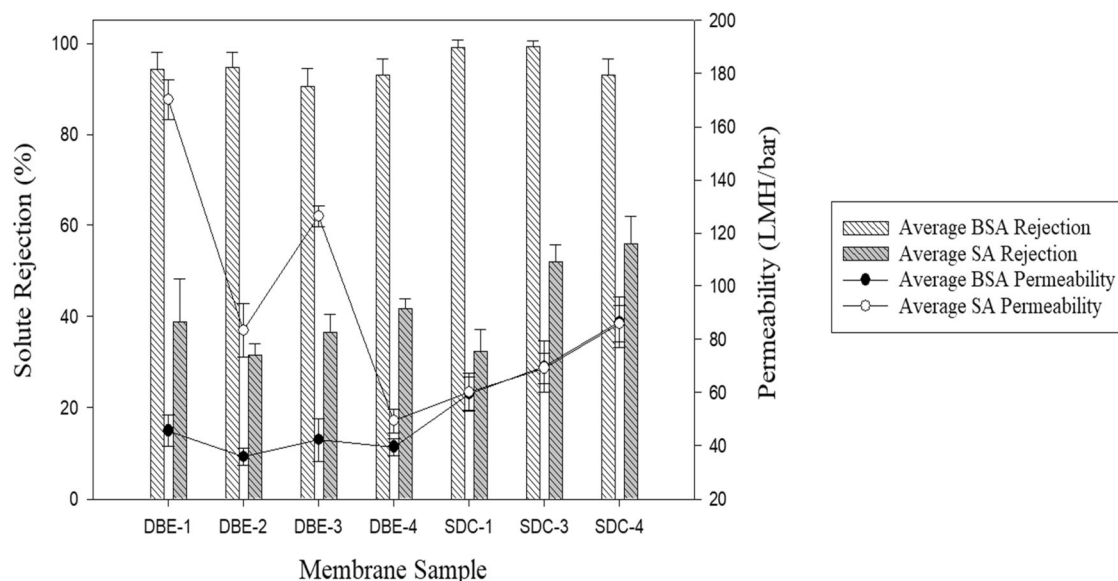 Solute Rejection (%)
100
80
60
40
20
0
200
180
160
140
120
100
80
60
40
20
Permeability (LMH/bar)
DBE-1 DBE-2 DBE-3 DBE-4 SDC-1 SDC-3 SDC-4
Membrane Sample
Average BSA Rejection
Average SA Rejection
Average BSA Permeability
Average SA Permeability